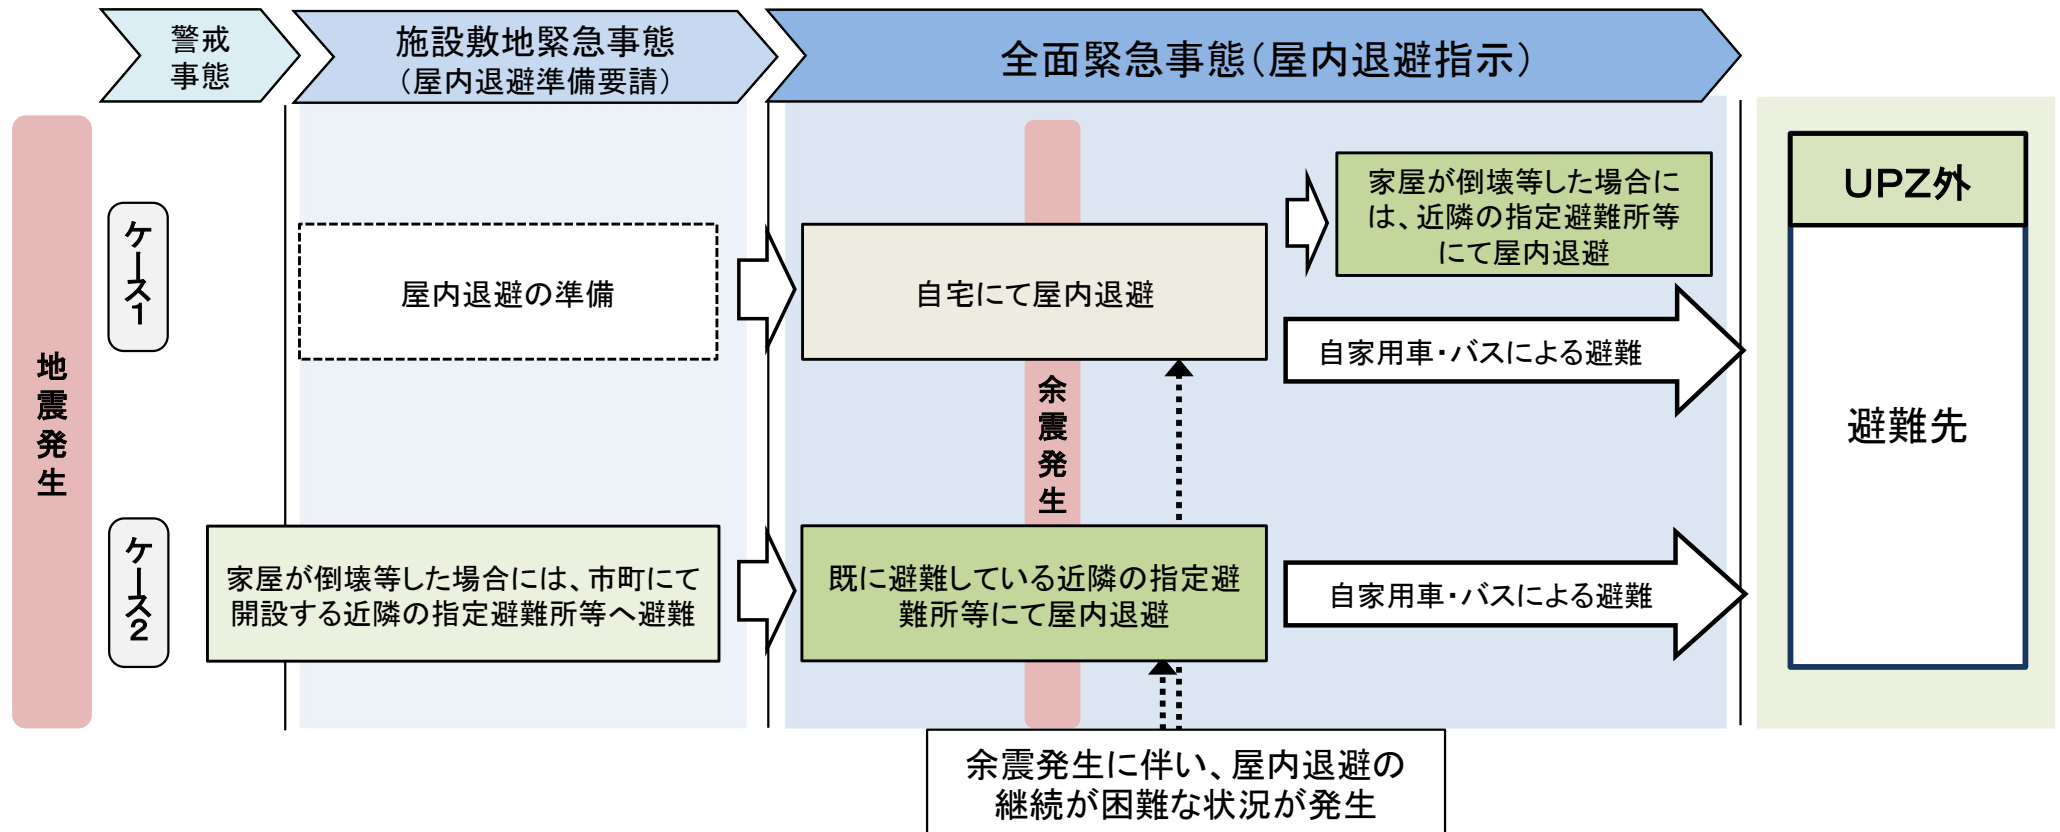 警戒
事態
施設敷地緊急事態
（屋内退避準備要請）
全面緊急事態（屋内退避指示）
地震発生
ケース1
屋内退避の準備
自宅にて屋内退避
家屋が倒壊等した場合に
は、近隣の指定避難所等
にて屋内退避
自家用車・バスによる避難
余震発生
ケース2
家屋が倒壊等した場合には、市町にて
開設する近隣の指定避難所等へ避難
既に避難している近隣の指定避
難所等にて屋内退避
自家用車・バスによる避難
UPZ外
避難先
余震発生に伴い、屋内退避の
継続が困難な状況が発生